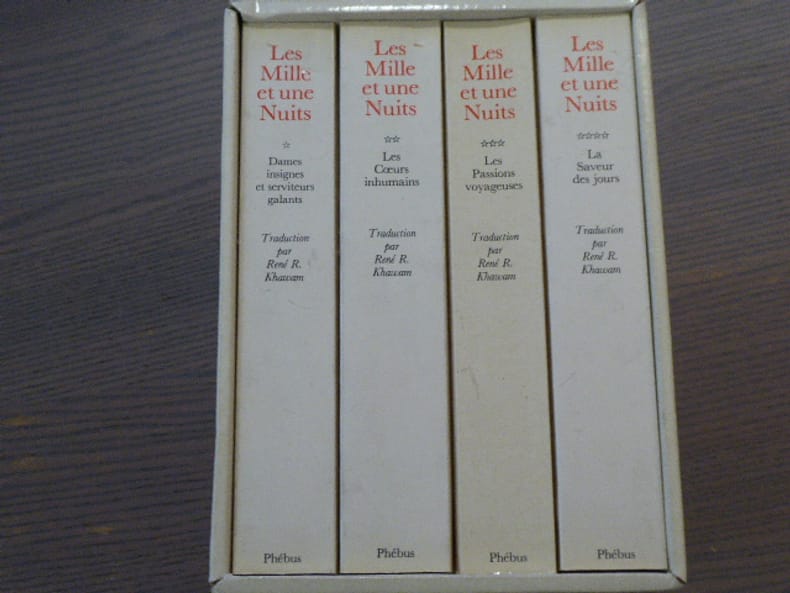 Les
Mille
et une
Nuits
☆
Dames
insignes
et serviteurs
galants
Traduction
par
René R.
Khawam
Phébus
Les
Mille
et une
Nuits
☆☆
Les
Cœurs
inhumains
Traduction
par
René R.
Khawam
Phébus
Les
Mille
et une
Nuits
☆☆☆
Les
Passions
voyageuses
Traduction
par
René R.
Khawam
Phébus
Les
Mille
et une
Nuits
☆☆☆☆
La
Saveur
des jours
Traduction
par
René R.
Khawam
Phébus